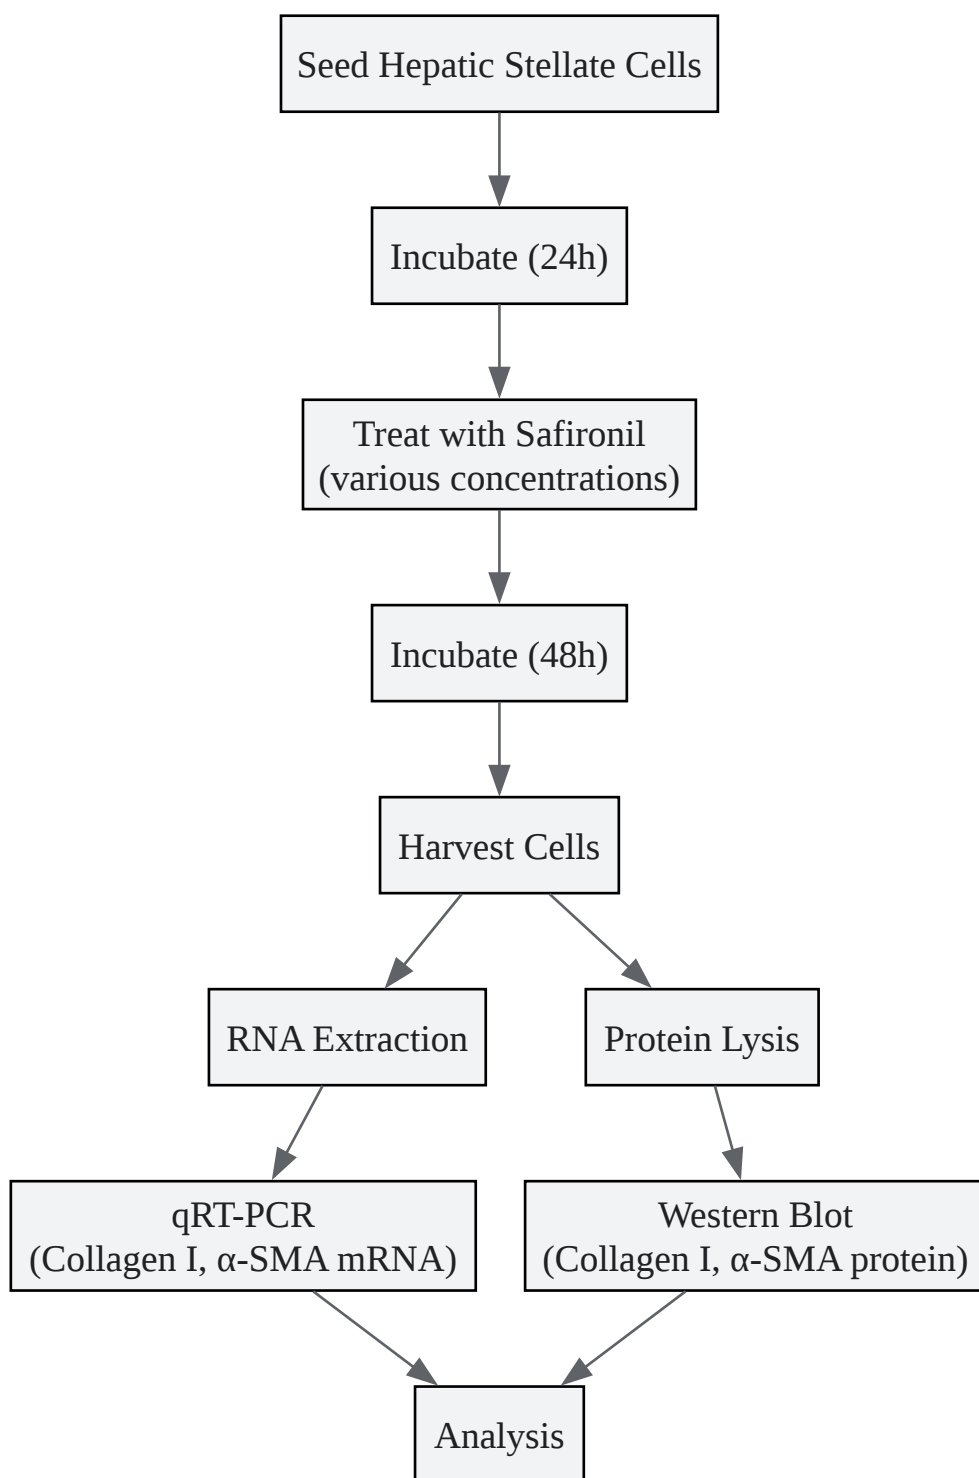 Seed Hepatic Stellate Cells
Incubate (24h)
Treat with Safironil
(various concentrations)
Incubate (48h)
Harvest Cells
RNA Extraction
Protein Lysis
qRT-PCR
(Collagen I, α-SMA mRNA)
Western Blot
(Collagen I, α-SMA protein)
Analysis